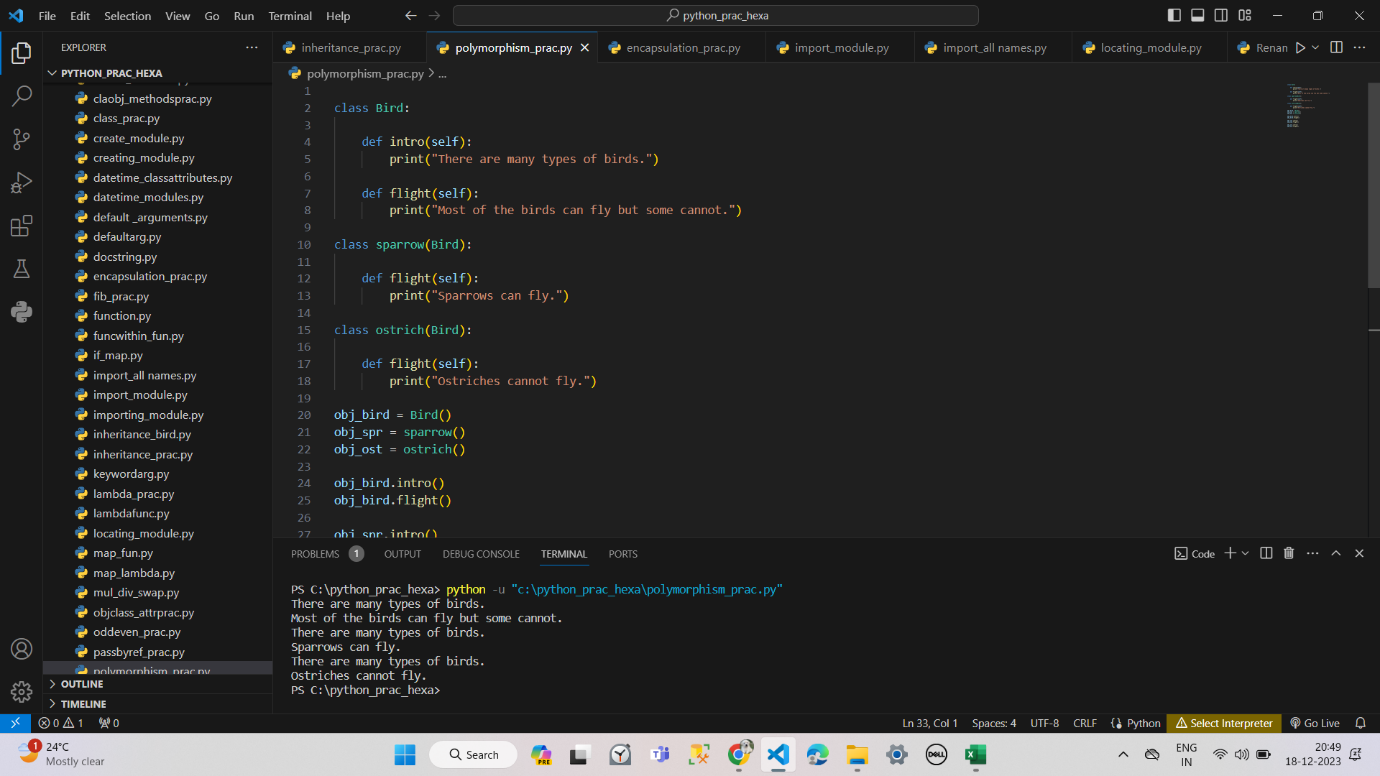 File Edit Selection View Go Run Terminal Help
python_prac_hexa
EXPLORER
inheritance_prac.py
polymorphism_prac.py
encapsulation_prac.py
import_module.py
import_all names.py
locating_module.py
Renan
PYTHON_PRAC_HEXA
polymorphism_prac.py > ...
claobj_methodsprac.py
class_prac.py
create_module.py
creating_module.py
datetime_classattributes.py
datetime_modules.py
default _arguments.py
defaultarg.py
docstring.py
encapsulation_prac.py
fib_prac.py
function.py
funcwithin_fun.py
if_map.py
import_all names.py
import_module.py
importing_module.py
inheritance_bird.py
inheritance_prac.py
keywordarg.py
lambda_prac.py
lambdafunc.py
locating_module.py
map_fun.py
map_lambda.py
mul_div_swap.py
objclass_attrprac.py
oddeven_prac.py
passbyref_prac.py
polymorphism_prac.py
OUTLINE
TIMELINE
1
2 class Bird:
3
4 def intro(self):
5 print("There are many types of birds.")
6
7 def flight(self):
8 print("Most of the birds can fly but some cannot.")
9
10 class sparrow(Bird):
11
12 def flight(self):
13 print("Sparrows can fly.")
14
15 class ostrich(Bird):
16
17 def flight(self):
18 print("Ostriches cannot fly.")
19
20 obj_bird = Bird()
21 obj_spr = sparrow()
22 obj_ost = ostrich()
23
24 obj_bird.intro()
25 obj_bird.flight()
26
27 obj_spr.intro()
PROBLEMS 1 OUTPUT DEBUG CONSOLE TERMINAL PORTS
Code
PS C:\python_prac_hexa> python -u "c:\python_prac_hexa\polymorphism_prac.py"
There are many types of birds.
Most of the birds can fly but some cannot.
There are many types of birds.
Sparrows can fly.
There are many types of birds.
Ostriches cannot fly.
PS C:\python_prac_hexa>
0 1 0
Ln 33, Col 1 Spaces: 4 UTF-8 CRLF Python Select Interpreter Go Live
1
24°C
Mostly clear
Search
PRE
DELL
ENG
IN
20:49
18-12-2023